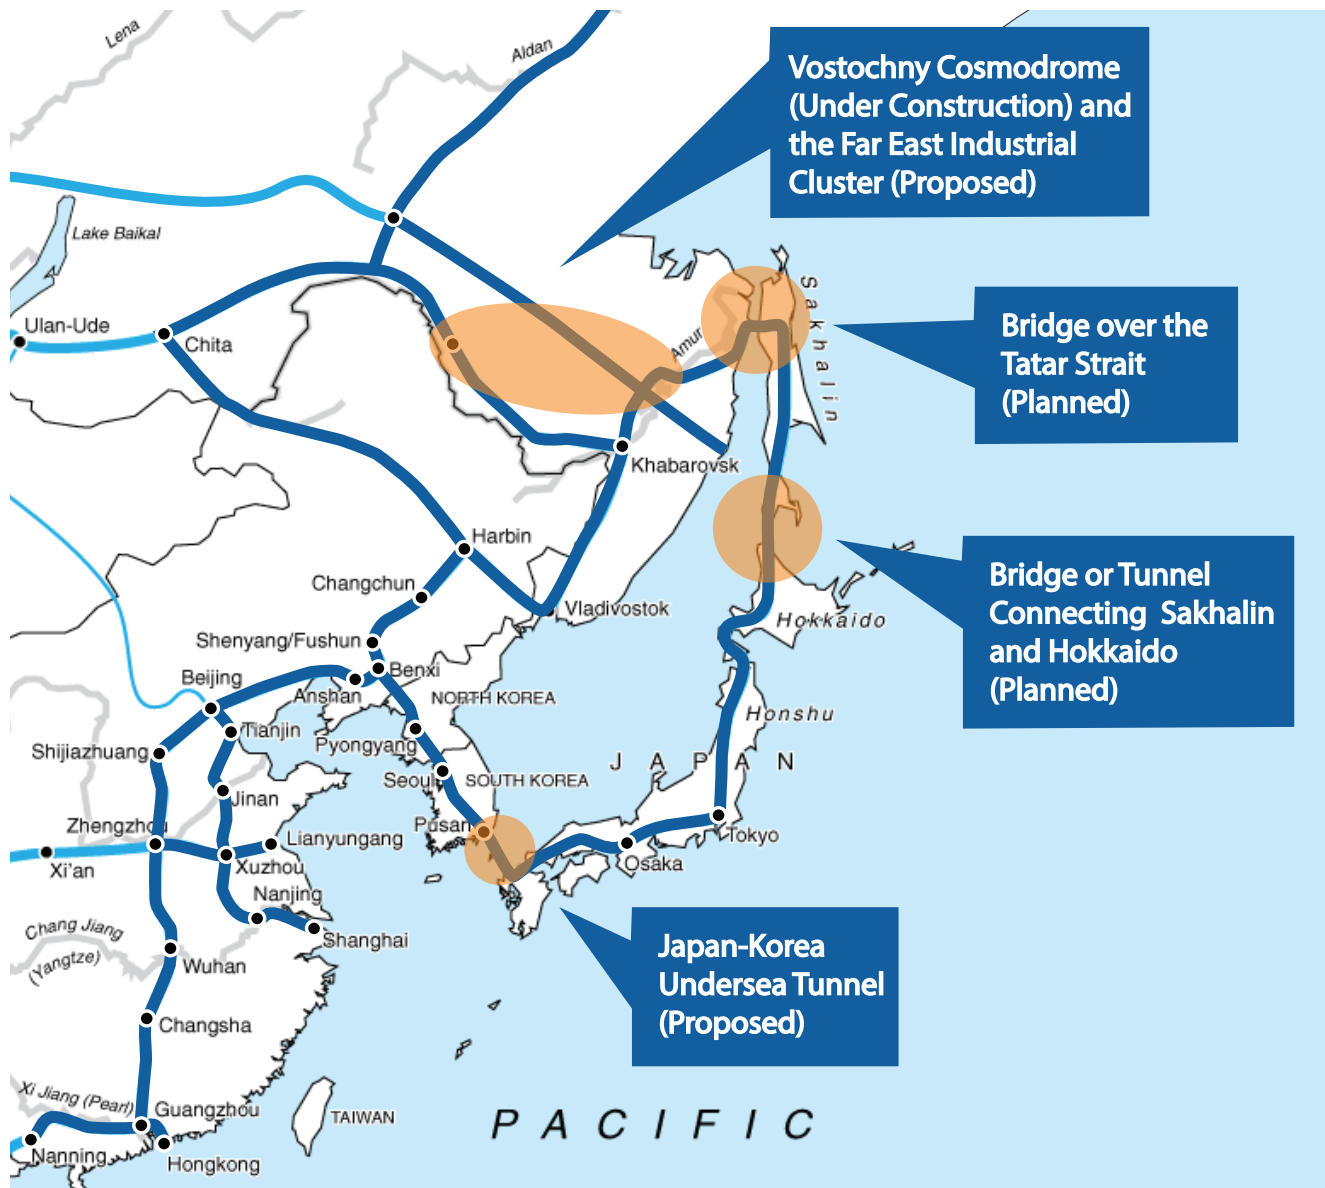 Lena
Aldan
Vostochny Cosmodrome
(Under Construction) and
the Far East Industrial
Cluster (Proposed)
Lake Baikal
Sakhalin
Ulan-Ude
Chita
Amur
Bridge over the
Tatar Strait
(Planned)
Khabarovsk
Harbin
Changchun
Bridge or Tunnel
Connecting Sakhalin
and Hokkaido
(Planned)
Vladivostok
Hokkaido
Shenyang/Fushun
Benxi
Beijing
Anshan
NORTH KOREA
Honshu
Tianjin
Pyongyang
Shijiazhuang
JAPAN
Seoul
SOUTH KOREA
Jinan
Zhengzhou
Pusan
Lianyungang
Tokyo
Xi'an
Xuzhou
Osaka
Nanjing
Chang Jiang
(Yangtze)
Shanghai
Japan-Korea
Undersea Tunnel
(Proposed)
Wuhan
Changsha
Xi Jiang (Pearl)
Guangzhou
TAIWAN
PACIFIC
Nanning
Hongkong